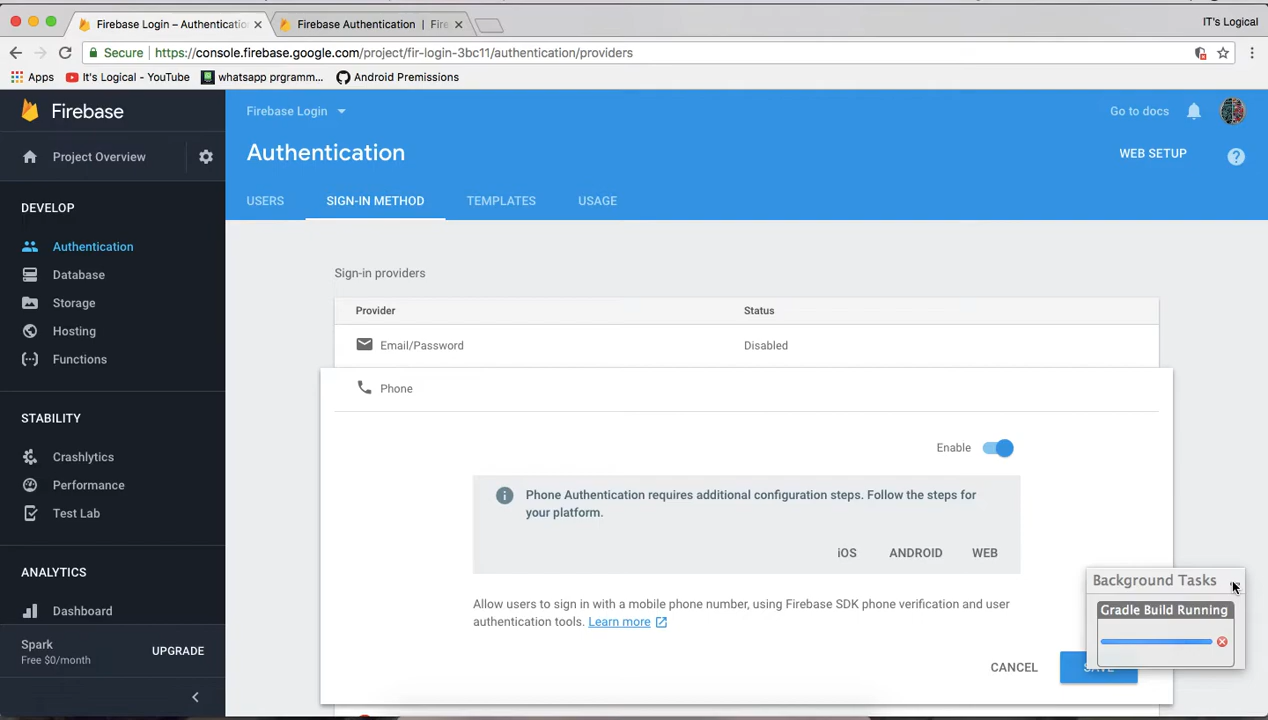 Firebase Login – Authentication
Firebase Authentication | Fire
IT's Logical
Secure
https://console.firebase.google.com/project/fir-login-3bc11/authentication/providers
Apps
It's Logical - YouTube
whatsapp prgramm...
Android Premissions
Firebase
Firebase Login
Go to docs
Project Overview
Authentication
WEB SETUP
?
USERS
SIGN-IN METHOD
TEMPLATES
USAGE
DEVELOP
Authentication
Database
Storage
Hosting
Functions
STABILITY
Crashlytics
Performance
Test Lab
ANALYTICS
Dashboard
Spark
Free $0/month
UPGRADE
Sign-in providers
Provider
Status
Email/Password
Disabled
Phone
Enable
Phone Authentication requires additional configuration steps. Follow the steps for
your platform.
iOS
ANDROID
WEB
Allow users to sign in with a mobile phone number, using Firebase SDK phone verification and user
authentication tools. Learn more
CANCEL
SAVE
Background Tasks
Gradle Build Running